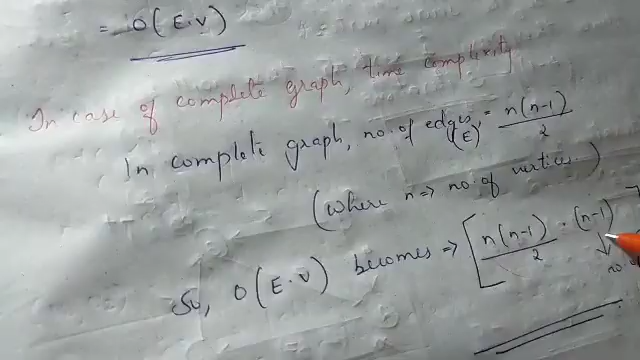 = O(E.V)
In case of complete graph, time complexity
In complete graph, no. of edges (E) = n(n-1)/2
(where n => no. of vertices.)
So, O(E.V) becomes => [n(n-1)/2 . (n-1)
↓
no.